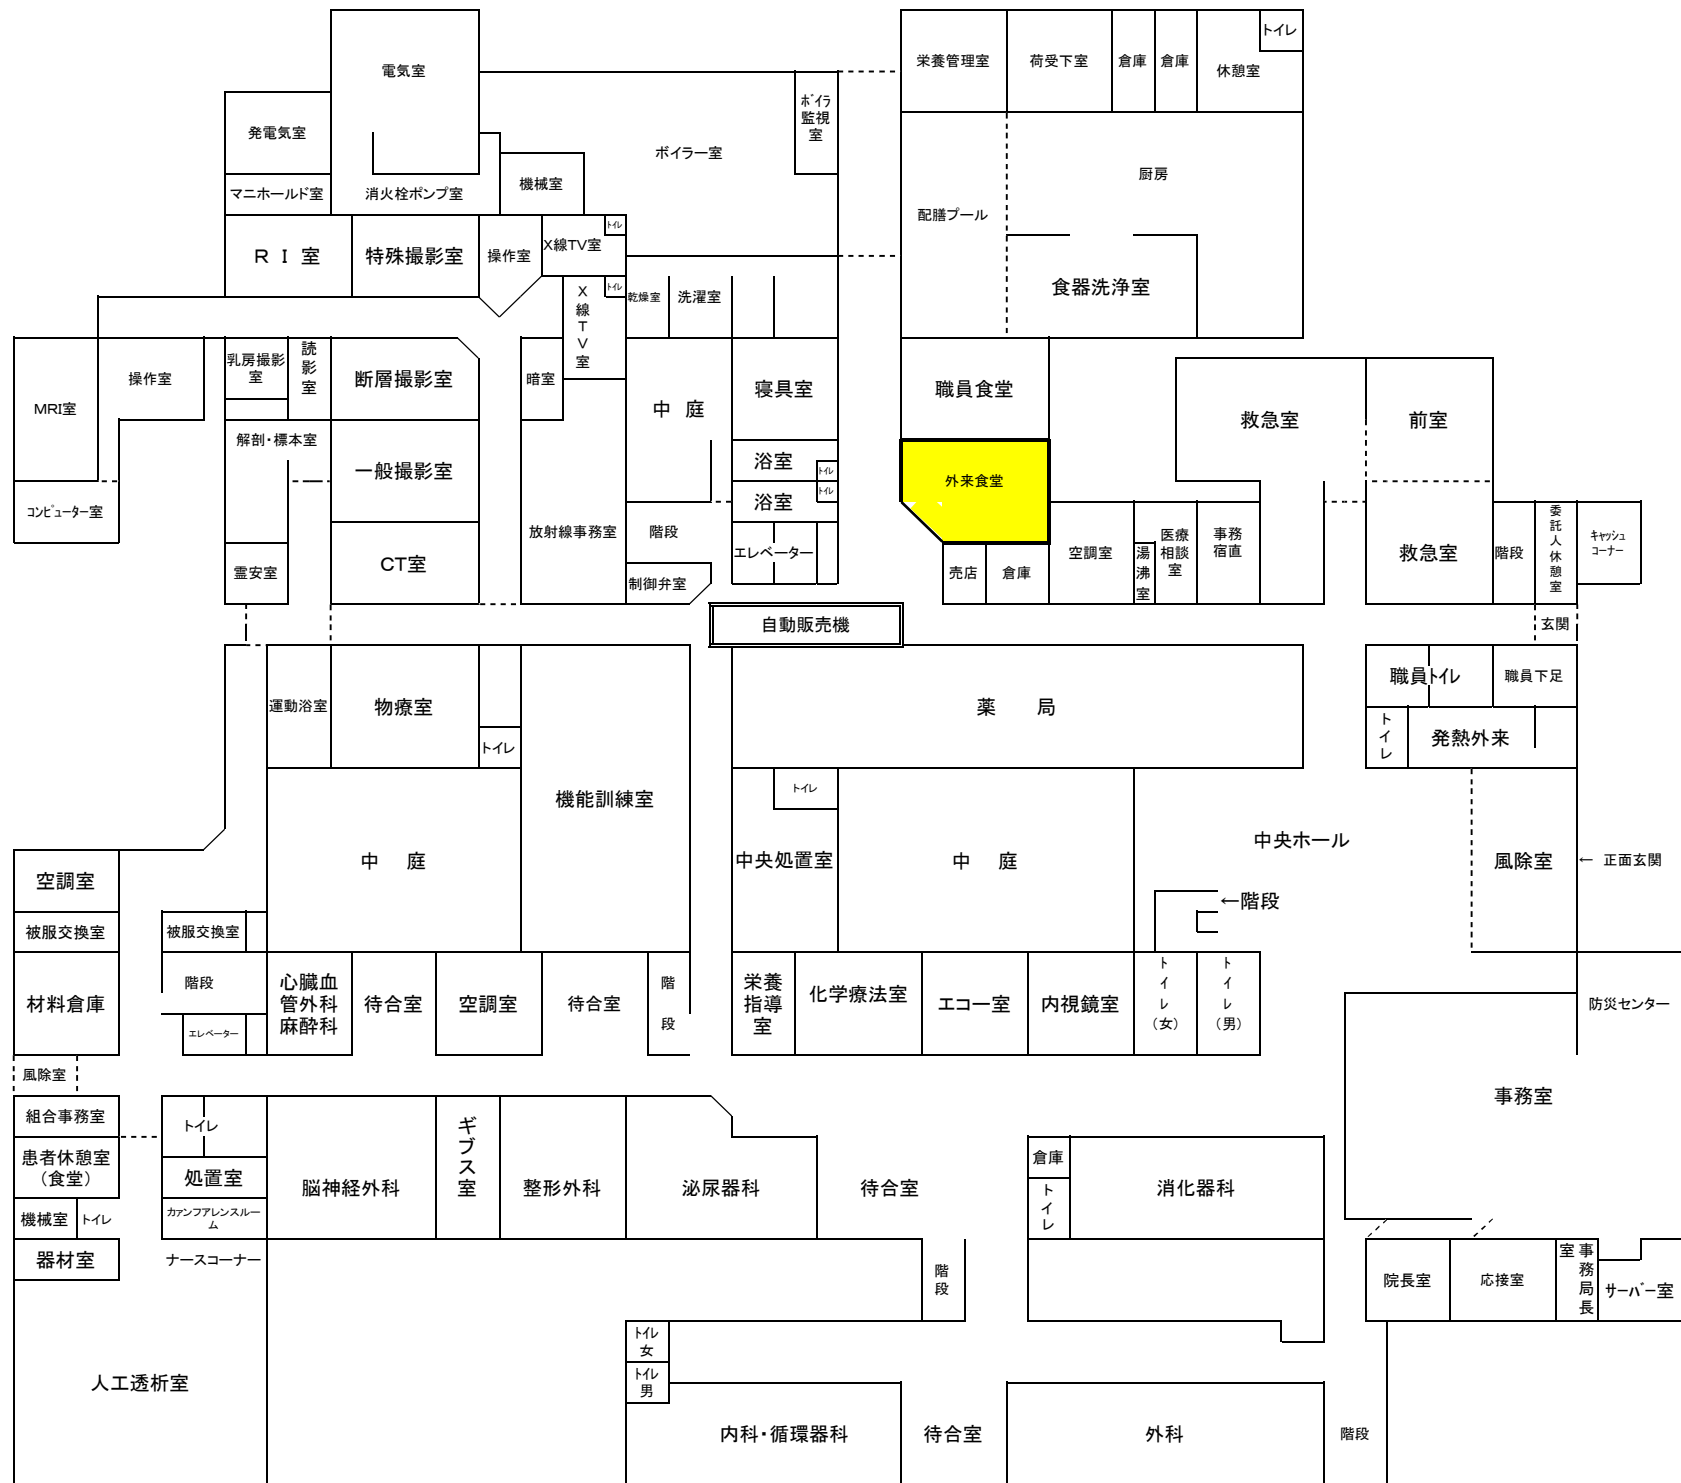 トイレ
電気室
栄養管理室
荷受下室
倉庫
倉庫
休憩室
ボイラ
監視
室
発電気室
ボイラー室
厨房
マニホールド室
消火栓ポンプ室
機械室
配膳プール
トイレ
ＲＩ室
特殊撮影室
操作室
X線TV室
食器洗浄室
トイレ
X
線
T
V
室
乾燥室
洗濯室
乳房撮影
室
読
影
室
断層撮影室
操作室
暗室
MRI室
中庭
寝具室
職員食堂
救急室
前室
解剖・標本室
一般撮影室
浴室
トイレ
外来食堂
浴室
トイレ
コンピューター室
放射線事務室
階段
エレベーター
空調室
湯
沸
室
医療
相談
室
事務
宿直
救急室
階段
委
託
人
休
憩
室
キャッシュ
コーナー
霊安室
CT室
制御弁室
売店
倉庫
自動販売機
玄関
運動浴室
物療室
薬局
職員トイレ
職員下足
トイレ
ト
イ
レ
発熱外来
機能訓練室
トイレ
中庭
中央処置室
中庭
中央ホール
風除室
← 正面玄関
空調室
←階段
被服交換室
被服交換室
材料倉庫
階段
エレベーター
心臓血
管外科
麻酔科
待合室
空調室
待合室
階
段
栄養
指導
室
化学療法室
エコー室
内視鏡室
ト
イ
レ
（女）
ト
イ
レ
（男）
防災センター
風除室
組合事務室
トイレ
ギ
ブ
ス
室
事務室
患者休憩室
（食堂）
処置室
脳神経外科
整形外科
泌尿器科
待合室
倉庫
ト
イ
レ
消化器科
機械室
トイレ
カァンフアレンスルー
ム
器材室
ナースコーナー
階
段
院長室
応接室
事
務
局
長
室
サーバー室
トイレ
女
トイレ
男
人工透析室
内科・循環器科
待合室
外科
階段